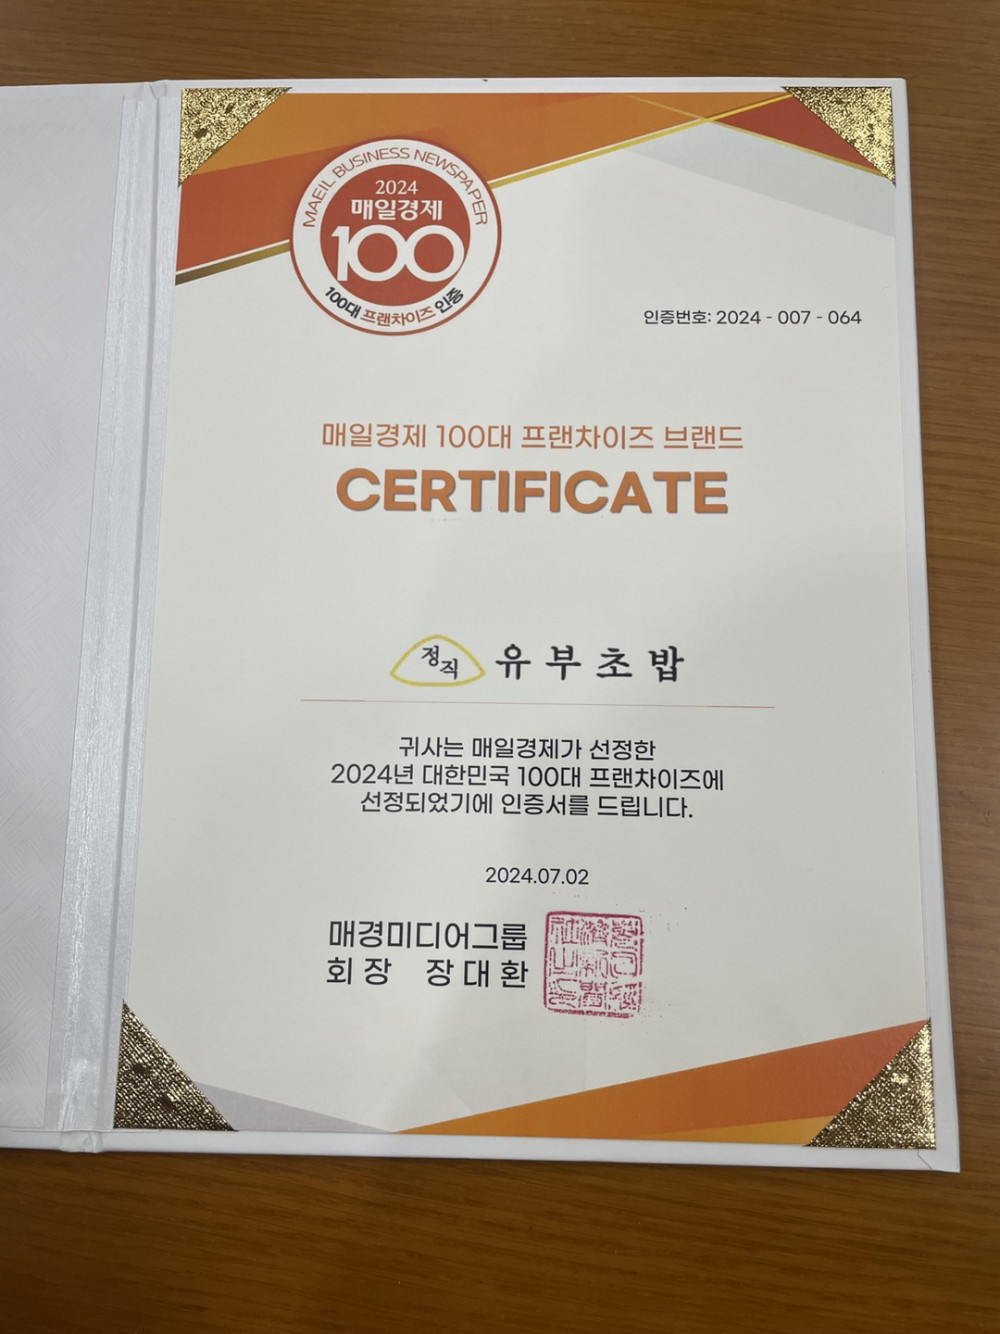 MAEIL BUSINESS NEWSPAPER
2024
매일경제
100
100대 프랜차이즈 인증
인증번호: 2024 - 007 - 064
매일경제 100대 프랜차이즈 브랜드
CERTIFICATE
정직 유부초밥
귀사는 매일경제가 선정한
2024년 대한민국 100대 프랜차이즈에
선정되었기에 인증서를 드립니다.
2024.07.02
매경미디어그룹
회장 장대환